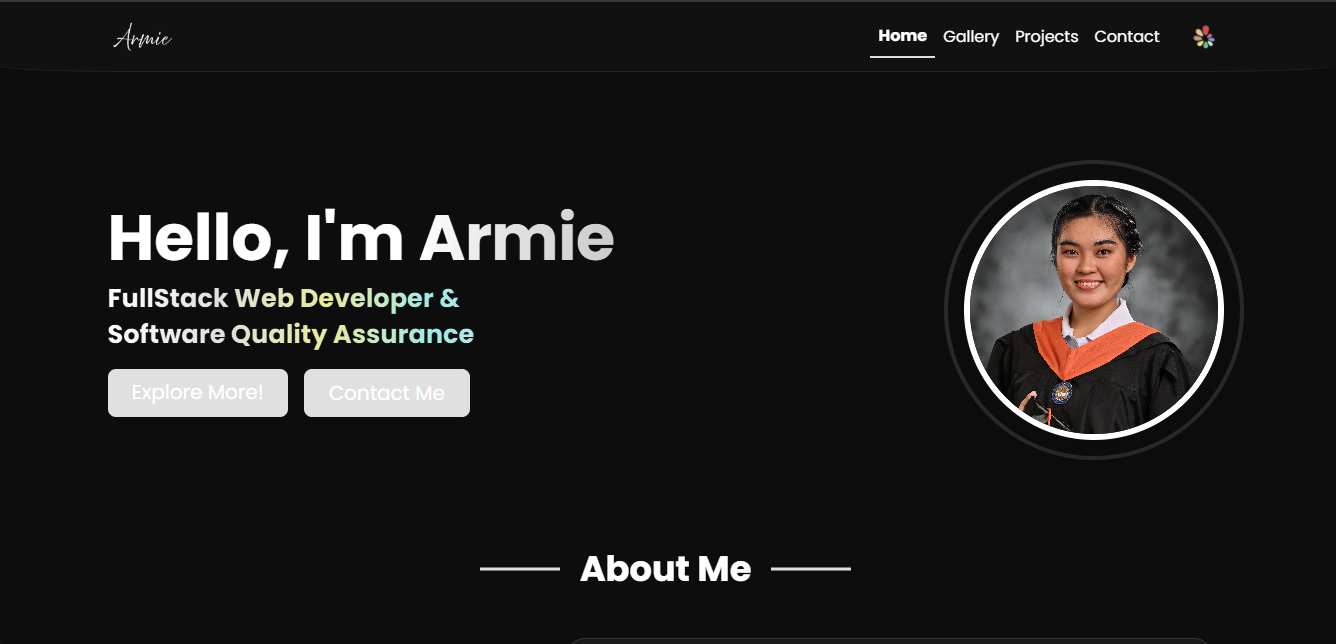 Armie
Home Gallery Projects Contact
Hello, I'm Armie
FullStack Web Developer &
Software Quality Assurance
Explore More! Contact Me
About Me